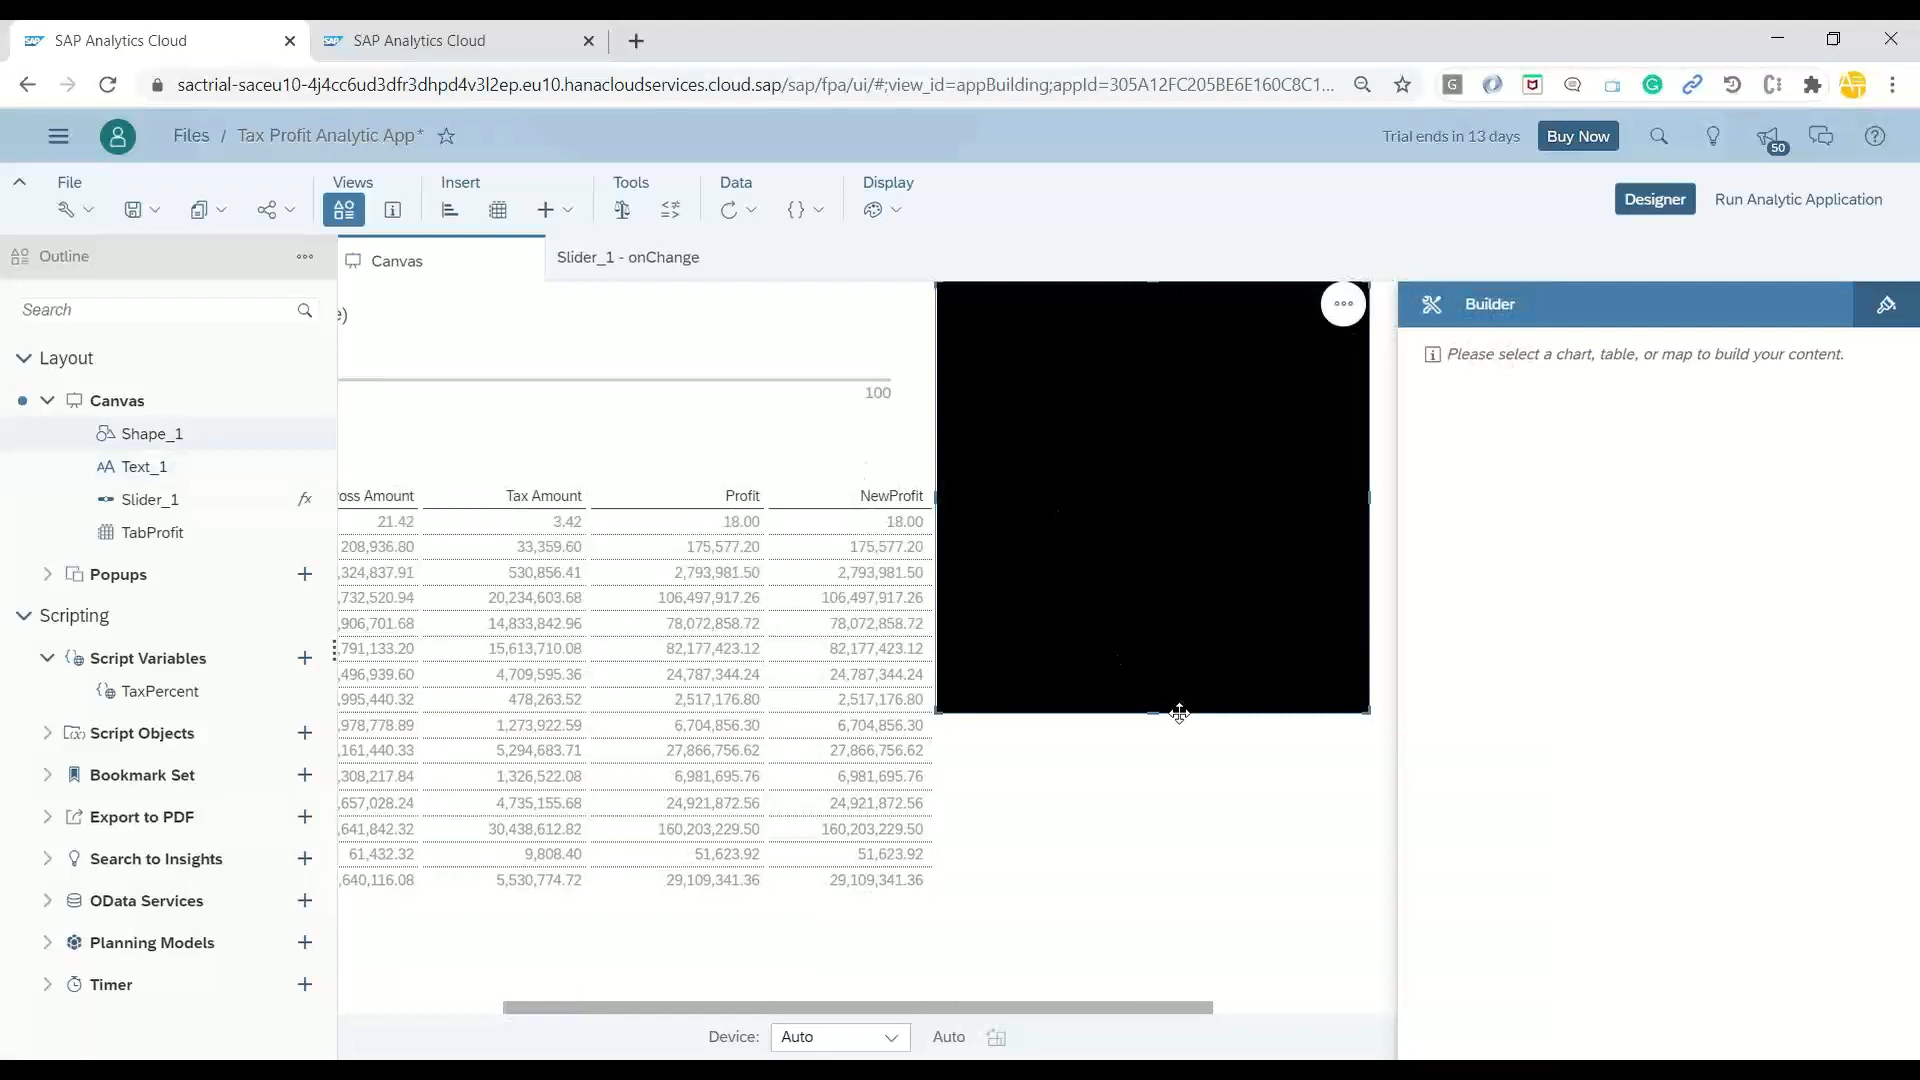 SAP Analytics Cloud
SAP Analytics Cloud
sactrial-saceu10-4j4cc6ud3dfr3dhpd4v3l2ep.eu10.hanacloudservices.cloud.sap/sap/fpa/ui/#;view_id=appBuilding;appId=305A12FC205BE6E160C8C1...
Files / Tax Profit Analytic App*
Trial ends in 13 days
Buy Now
50
File
Views
Insert
Tools
Data
Display
Designer
Run Analytic Application
Outline
Canvas
Slider_1 - onChange
Search
Layout
Canvas
Shape_1
Text_1
Slider_1
fx
TabProfit
Popups
Scripting
Script Variables
TaxPercent
Script Objects
Bookmark Set
Export to PDF
Search to Insights
OData Services
Planning Models
Timer
e)
100
oss Amount Tax Amount Profit NewProfit
21.42 3.42 18.00 18.00
208,936.80 33,359.60 175,577.20 175,577.20
,324,837.91 530,856.41 2,793,981.50 2,793,981.50
,732,520.94 20,234,603.68 106,497,917.26 106,497,917.26
,906,701.68 14,833,842.96 78,072,858.72 78,072,858.72
,791,133.20 15,613,710.08 82,177,423.12 82,177,423.12
,496,939.60 4,709,595.36 24,787,344.24 24,787,344.24
,995,440.32 478,263.52 2,517,176.80 2,517,176.80
,978,778.89 1,273,922.59 6,704,856.30 6,704,856.30
,161,440.33 5,294,683.71 27,866,756.62 27,866,756.62
,308,217.84 1,326,522.08 6,981,695.76 6,981,695.76
,657,028.24 4,735,155.68 24,921,872.56 24,921,872.56
,641,842.32 30,438,612.82 160,203,229.50 160,203,229.50
61,432.32 9,808.40 51,623.92 51,623.92
,640,116.08 5,530,774.72 29,109,341.36 29,109,341.36
Builder
Please select a chart, table, or map to build your content.
Device: Auto Auto